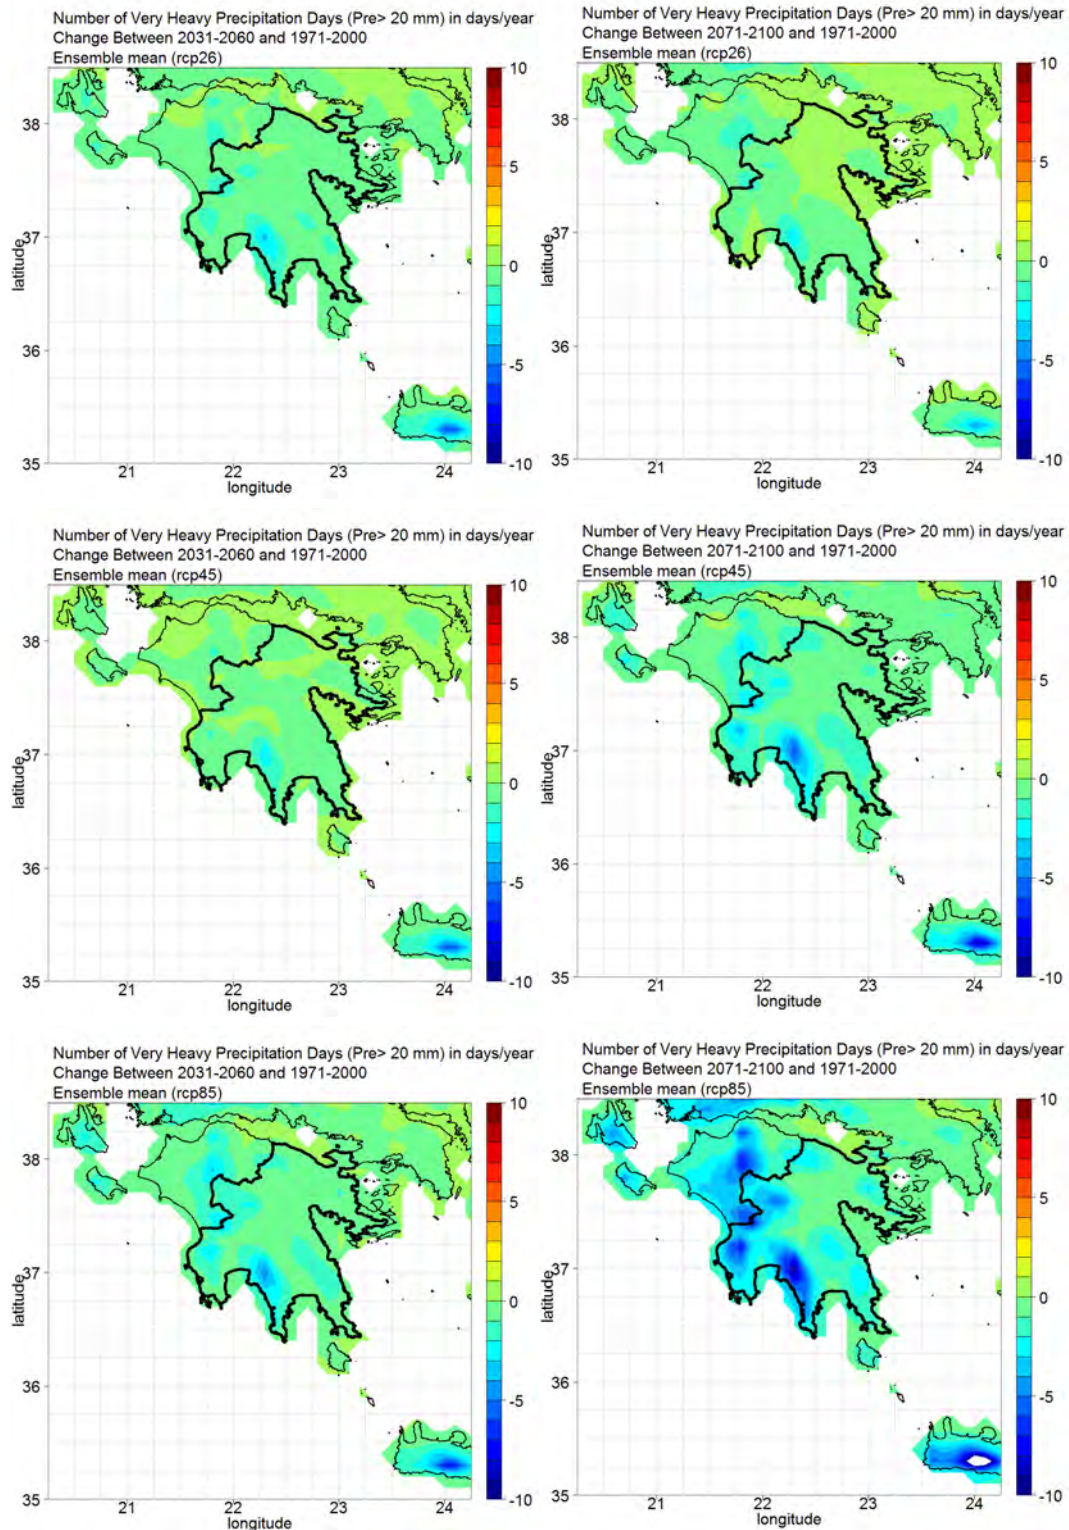 Number of Very Heavy Precipitation Days (Pre> 20 mm) in days/year
Change Between 2031-2060 and 1971-2000
Ensemble mean (rcp26)
10
5
0
-5
-10
38
37
36
35
latitude
21
22
23
24
longitude
Number of Very Heavy Precipitation Days (Pre> 20 mm) in days/year
Change Between 2071-2100 and 1971-2000
Ensemble mean (rcp26)
10
5
0
-5
-10
38
37
36
35
latitude
21
22
23
24
longitude
Number of Very Heavy Precipitation Days (Pre> 20 mm) in days/year
Change Between 2031-2060 and 1971-2000
Ensemble mean (rcp45)
10
5
0
-5
-10
38
37
36
35
latitude
21
22
23
24
longitude
Number of Very Heavy Precipitation Days (Pre> 20 mm) in days/year
Change Between 2071-2100 and 1971-2000
Ensemble mean (rcp45)
10
5
0
-5
-10
38
37
36
35
latitude
21
22
23
24
longitude
Number of Very Heavy Precipitation Days (Pre> 20 mm) in days/year
Change Between 2031-2060 and 1971-2000
Ensemble mean (rcp85)
10
5
0
-5
-10
38
37
36
35
latitude
21
22
23
24
longitude
Number of Very Heavy Precipitation Days (Pre> 20 mm) in days/year
Change Between 2071-2100 and 1971-2000
Ensemble mean (rcp85)
10
5
0
-5
-10
38
37
36
35
latitude
21
22
23
24
longitude